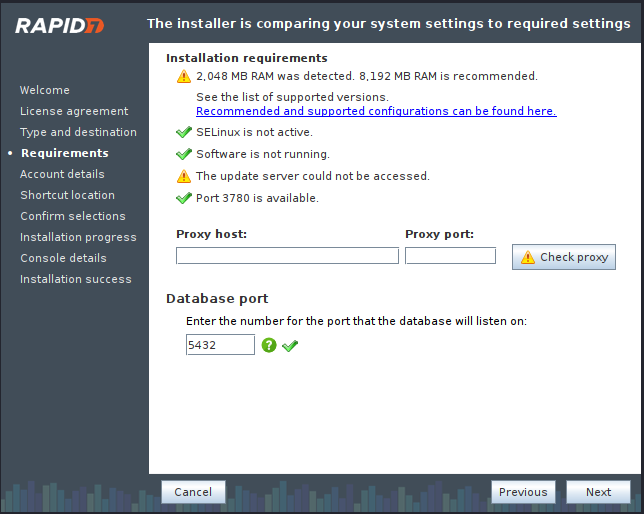 RAPID7
The installer is comparing your system settings to required settings
Welcome
License agreement
Type and destination
Requirements
Account details
Shortcut location
Confirm selections
Installation progress
Console details
Installation success
Installation requirements
2,048 MB RAM was detected. 8,192 MB RAM is recommended.
See the list of supported versions.
Recommended and supported configurations can be found here.
SELinux is not active.
Software is not running.
The update server could not be accessed.
Port 3780 is available.
Proxy host: Proxy port:
Check proxy
Database port
Enter the number for the port that the database will listen on:
5432
Cancel Previous Next